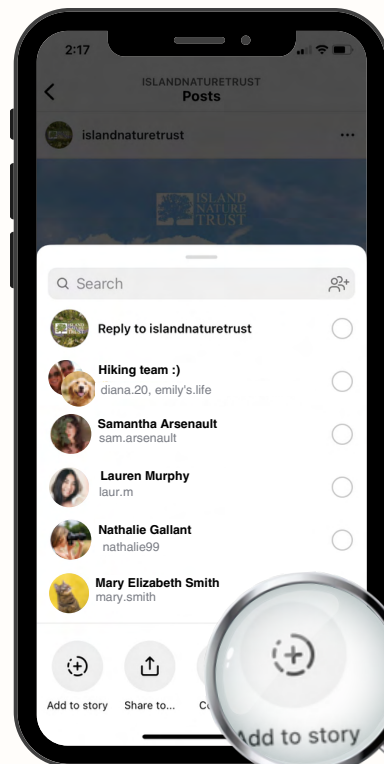 2:17
ISLANDNATURETRUST
Posts
islandnaturetrust
ISLAND
NATURE
TRUST
Search
Reply to islandnaturetrust
Hiking team :)
diana.20, emily's.life
Samantha Arsenault
sam.arsenault
Lauren Murphy
laur.m
Nathalie Gallant
nathalie99
Mary Elizabeth Smith
mary.smith
Add to story
Share to...
Add to story